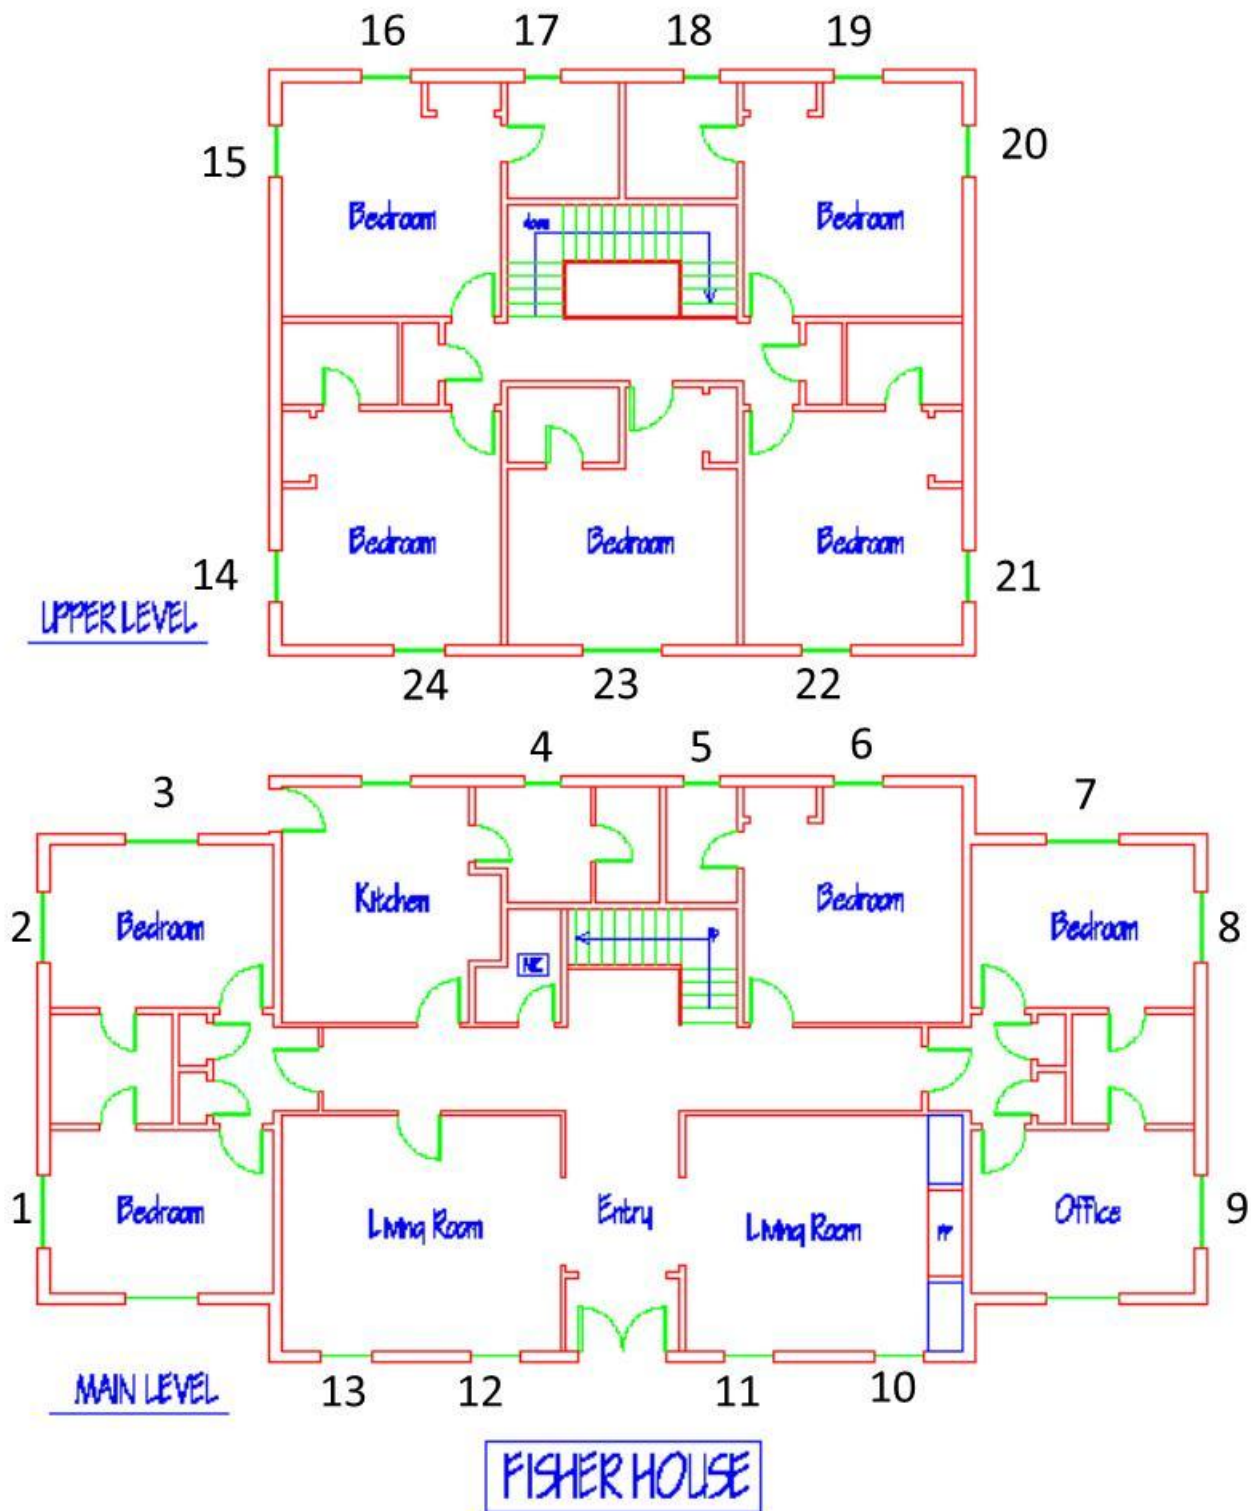 16 17 18 19
15 20
Bedroom Bedroom
down
Bedroom Bedroom Bedroom
14 21
UPPER LEVEL
24 23 22
4 5 6
3 7
Kitchen Bedroom
2 Bedroom Bedroom 8
1 Bedroom Living Room Entry Living Room Office 9
FP
13 12 11 10
MAIN LEVEL
FISHER HOUSE